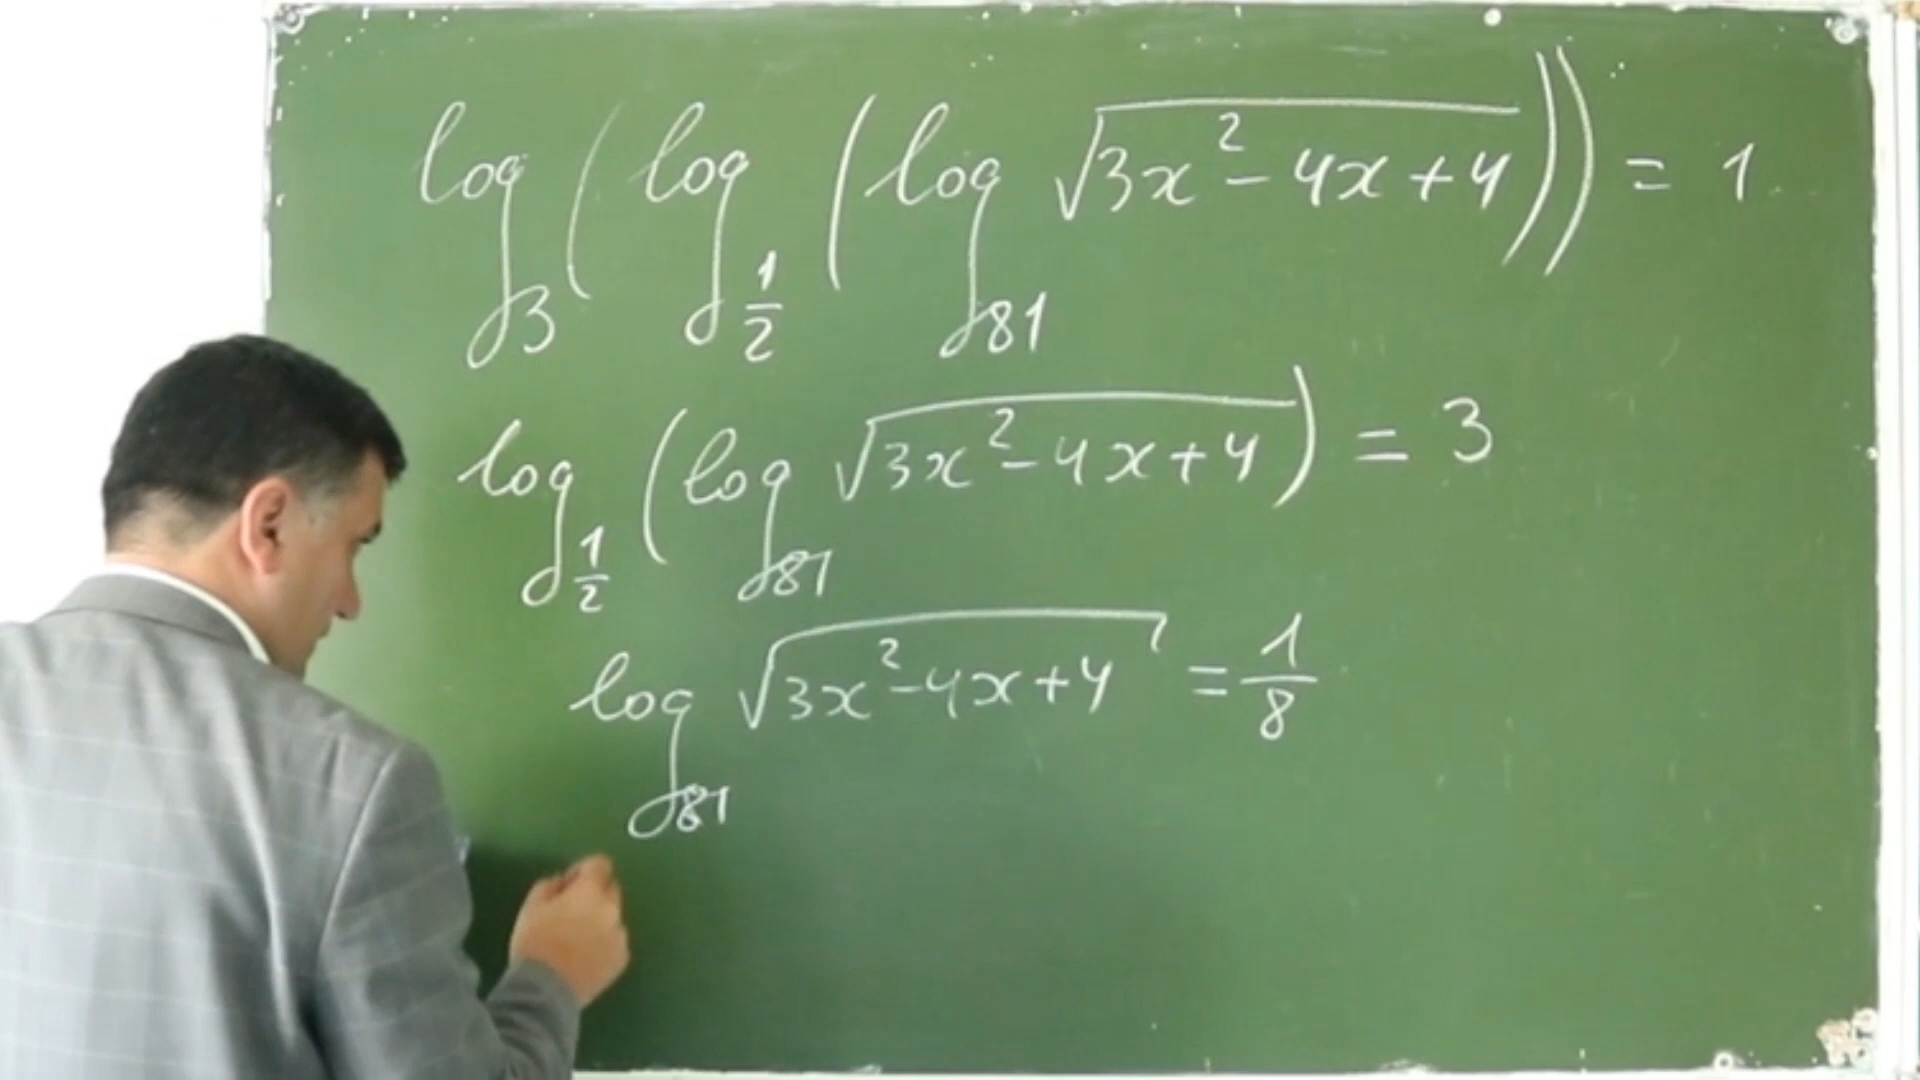 log₃(log_{1/2}(log₈₁ √(3x²-4x+4))) = 1
log_{1/2}(log₈₁ √(3x²-4x+4)) = 3
log₈₁ √(3x²-4x+4) = 1/8